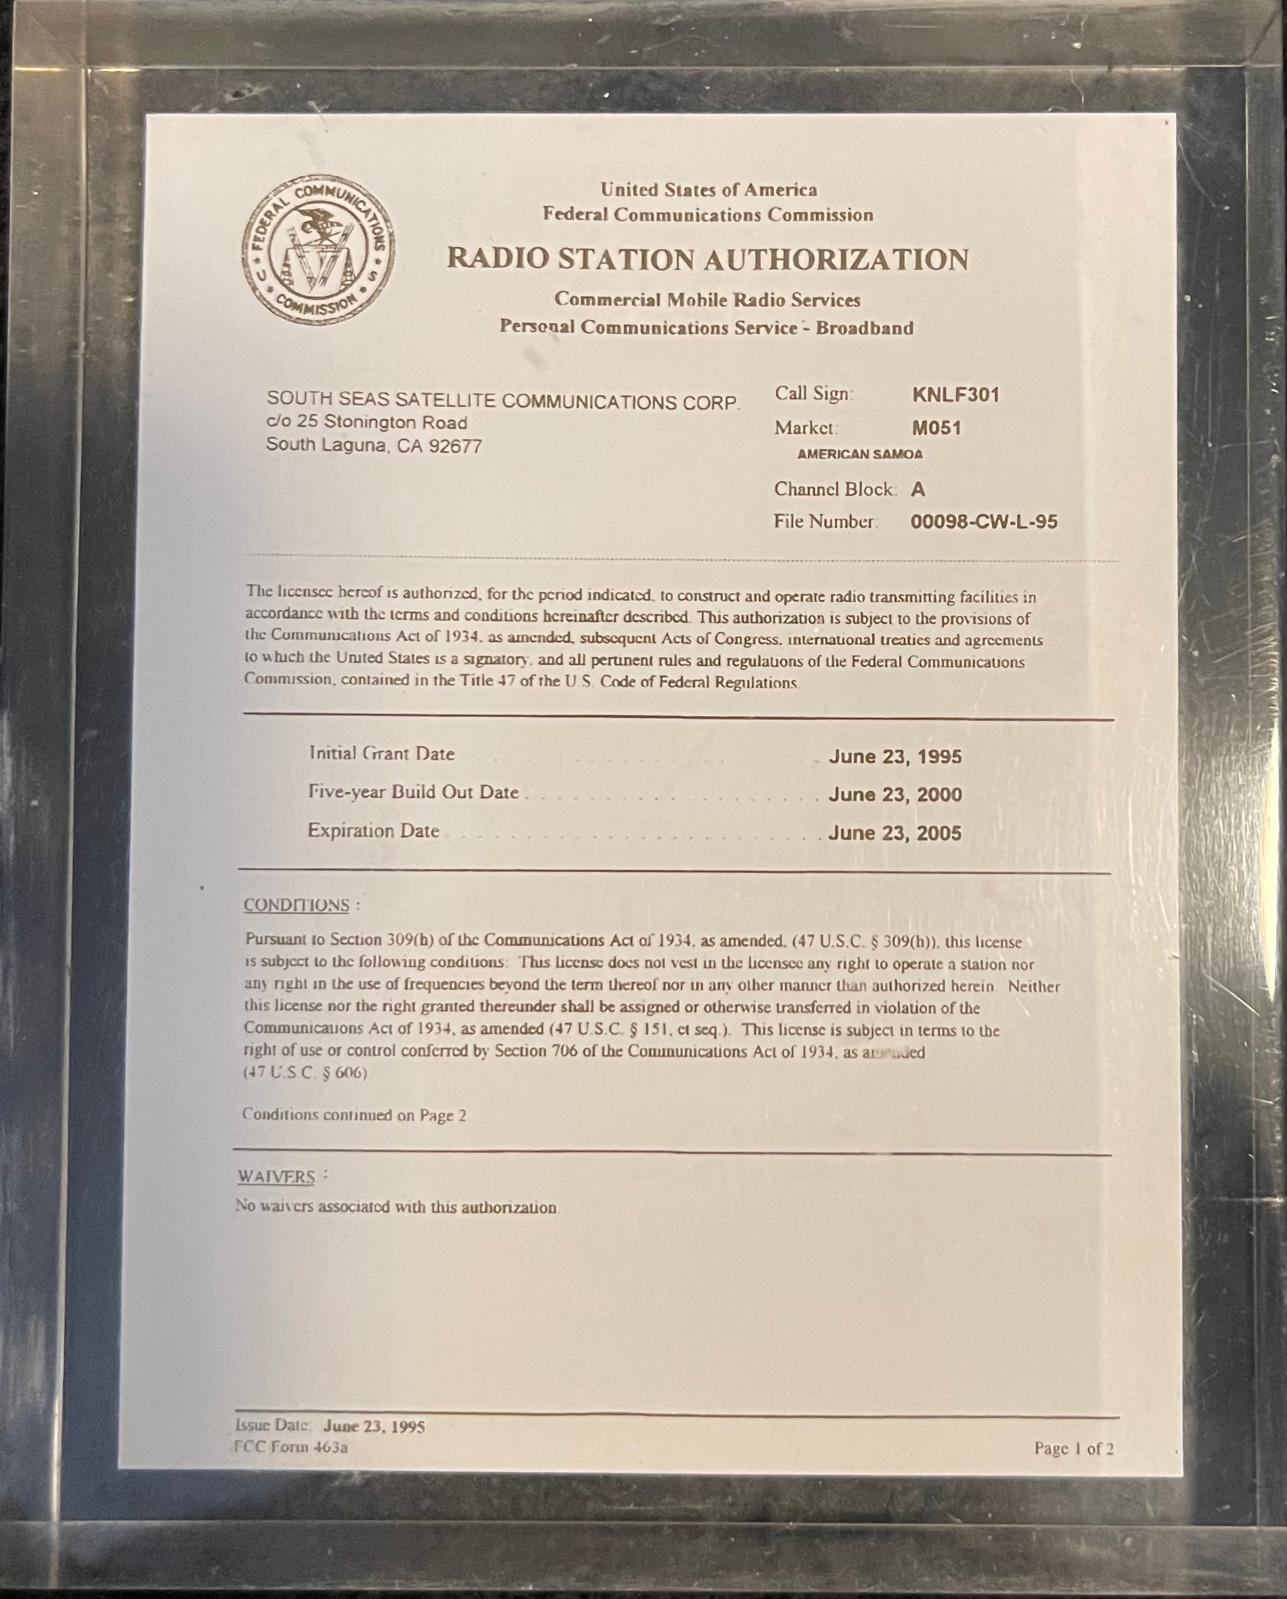 FEDERAL COMMUNICATIONS COMMISSION
U S
United States of America
Federal Communications Commission
RADIO STATION AUTHORIZATION
Commercial Mobile Radio Services
Personal Communications Service - Broadband
SOUTH SEAS SATELLITE COMMUNICATIONS CORP.
c/o 25 Stonington Road
South Laguna, CA 92677
Call Sign: KNLF301
Market: M051
AMERICAN SAMOA
Channel Block: A
File Number: 00098-CW-L-95
The licensee hereof is authorized, for the period indicated, to construct and operate radio transmitting facilities in
accordance with the terms and conditions hereinafter described. This authorization is subject to the provisions of
the Communications Act of 1934, as amended, subsequent Acts of Congress, international treaties and agreements
to which the United States is a signatory, and all pertinent rules and regulations of the Federal Communications
Commission, contained in the Title 47 of the U.S. Code of Federal Regulations.
Initial Grant Date . . . . . . . . . . . . . . . June 23, 1995
Five-year Build Out Date . . . . . . . . . . . . . . . June 23, 2000
Expiration Date . . . . . . . . . . . . . . . June 23, 2005
CONDITIONS :
Pursuant to Section 309(h) of the Communications Act of 1934, as amended, (47 U.S.C. § 309(h)), this license
is subject to the following conditions: This license does not vest in the licensee any right to operate a station nor
any right in the use of frequencies beyond the term thereof nor in any other manner than authorized herein. Neither
this license nor the right granted thereunder shall be assigned or otherwise transferred in violation of the
Communications Act of 1934, as amended (47 U.S.C. § 151, et seq.). This license is subject in terms to the
right of use or control conferred by Section 706 of the Communications Act of 1934, as amended
(47 U.S.C. § 606).
Conditions continued on Page 2
WAIVERS :
No waivers associated with this authorization.
Issue Date: June 23, 1995
FCC Form 463a
Page 1 of 2